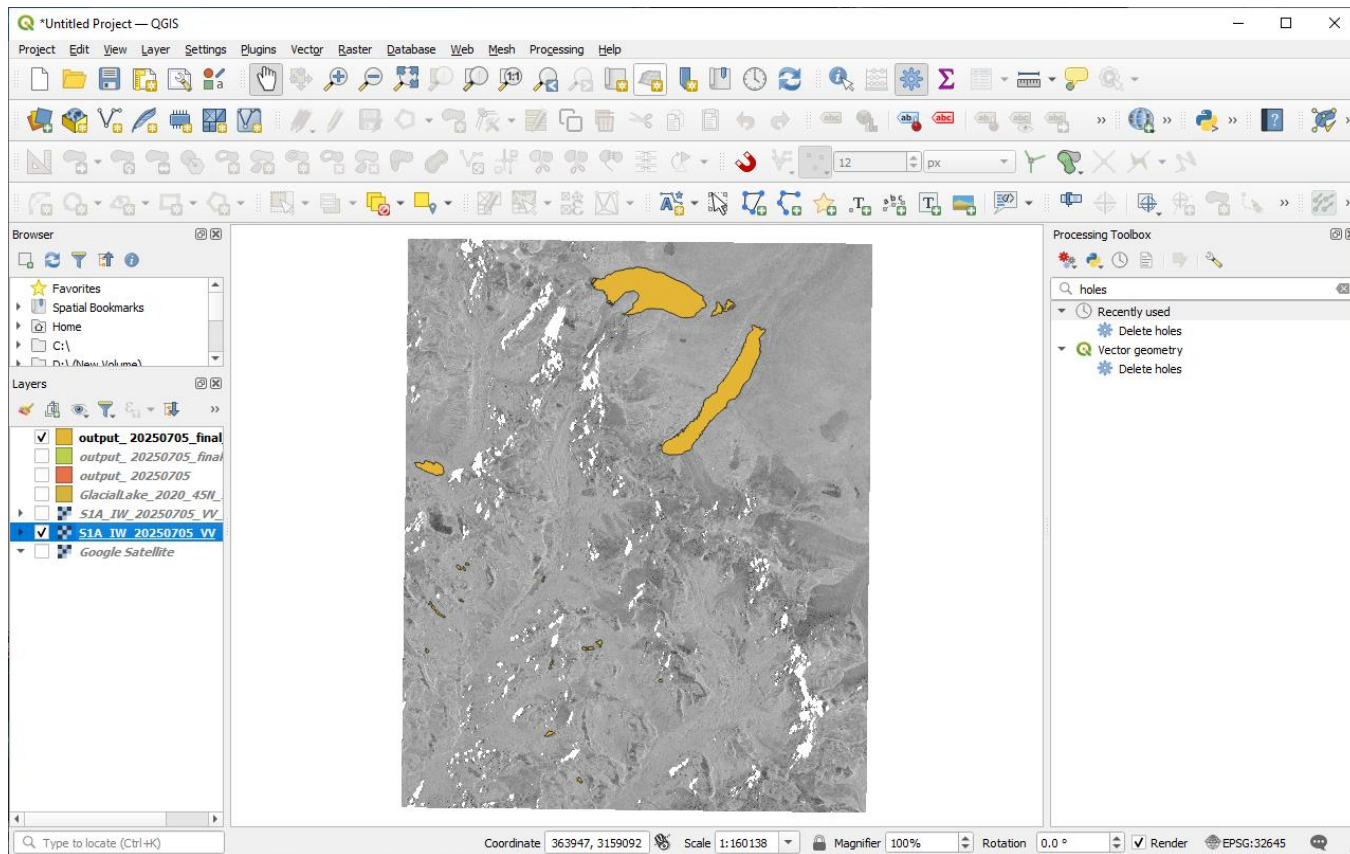 *Untitled Project — QGIS
Project Edit View Layer Settings Plugins Vector Raster Database Web Mesh Processing Help
12 px
Browser
Favorites
Spatial Bookmarks
Home
C:\
D:\ (New Volume)
Layers
output_ 20250705_final
output_ 20250705_final
output_ 20250705
GlacialLake_2020_45N_
S1A_IW_20250705_VV_
S1A_IW_20250705_VV
Google Satellite
Processing Toolbox
holes
Recently used
Delete holes
Vector geometry
Delete holes
Type to locate (Ctrl+K) Coordinate 363947, 3159092 Scale 1:160138 Magnifier 100% Rotation 0.0 ° Render EPSG:32645